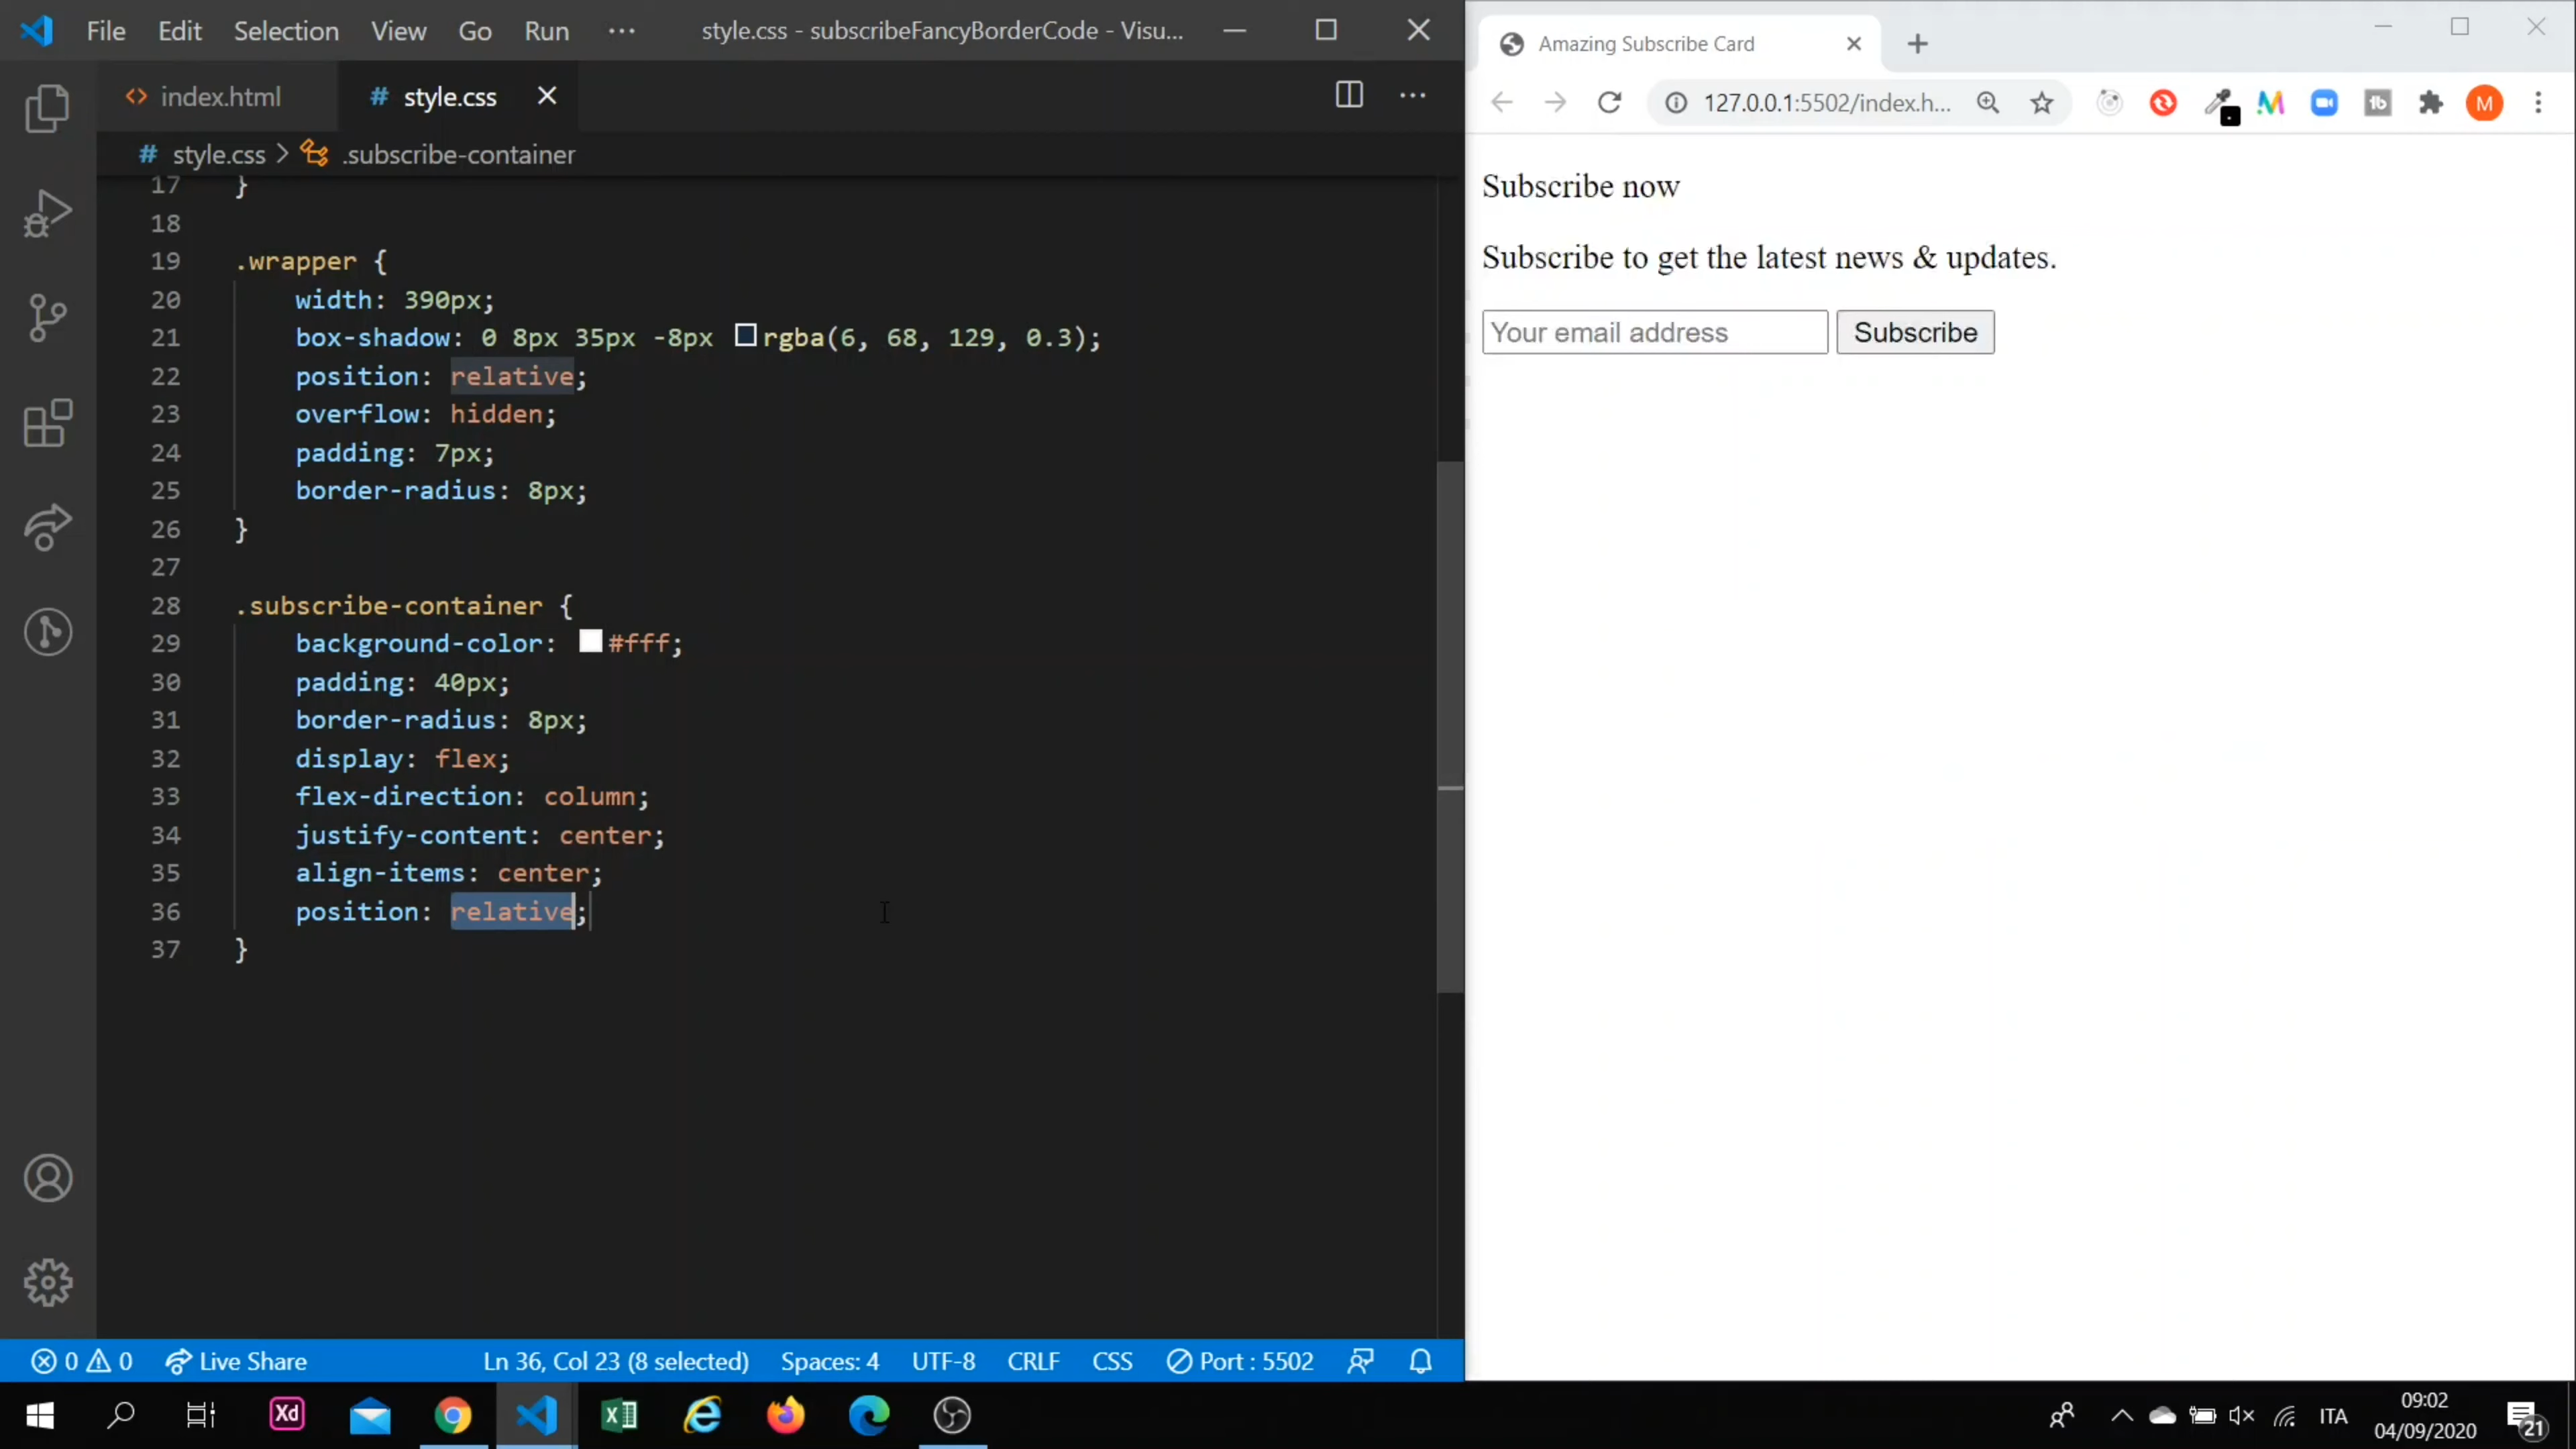 File Edit Selection View Go Run ··· style.css - subscribeFancyBorderCode - Visu...
index.html # style.css
# style.css > .subscribe-container
17 }
18
19 .wrapper {
20 width: 390px;
21 box-shadow: 0 8px 35px -8px rgba(6, 68, 129, 0.3);
22 position: relative;
23 overflow: hidden;
24 padding: 7px;
25 border-radius: 8px;
26 }
27
28 .subscribe-container {
29 background-color: #fff;
30 padding: 40px;
31 border-radius: 8px;
32 display: flex;
33 flex-direction: column;
34 justify-content: center;
35 align-items: center;
36 position: relative;
37 }
0 0 Live Share Ln 36, Col 23 (8 selected) Spaces: 4 UTF-8 CRLF CSS Port : 5502
Amazing Subscribe Card
127.0.0.1:5502/index.h... M M
Subscribe now
Subscribe to get the latest news & updates.
Your email address Subscribe
Xd ITA 09:02
04/09/2020 21